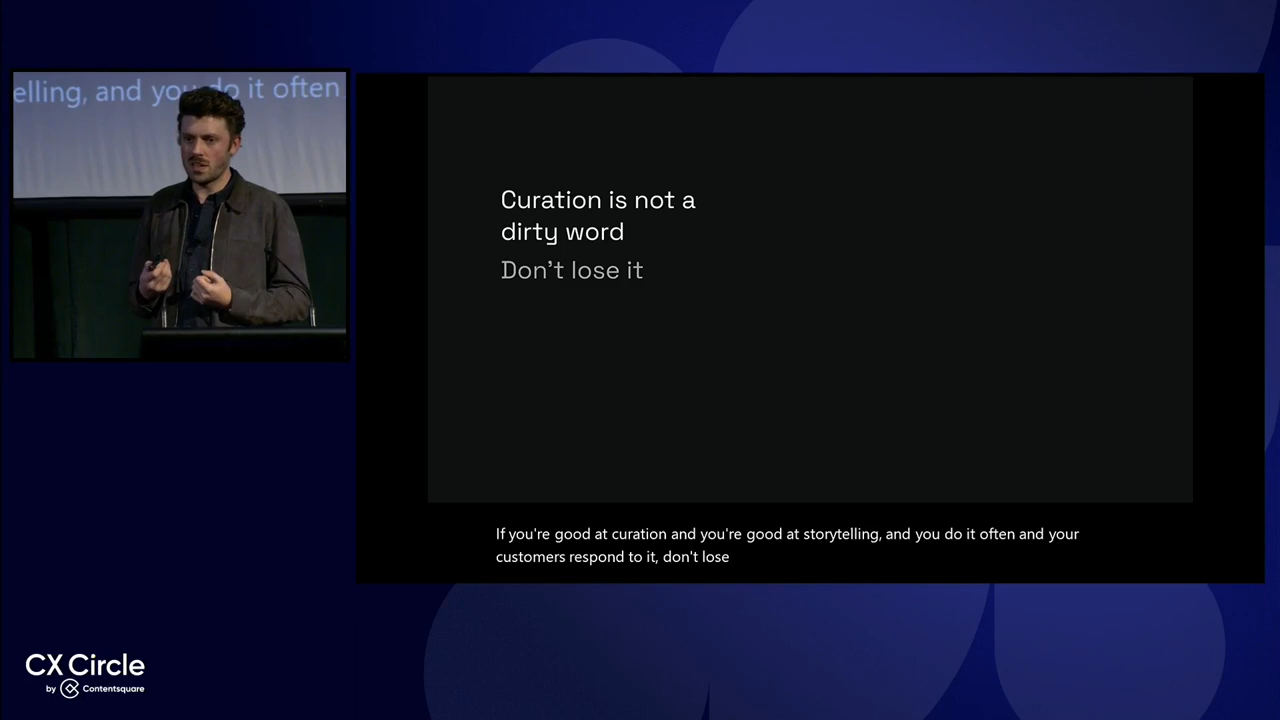 elling, and you do it often
Curation is not a
dirty word
Don't lose it
If you're good at curation and you're good at storytelling, and you do it often and your
customers respond to it, don't lose
CX Circle
by Contentsquare